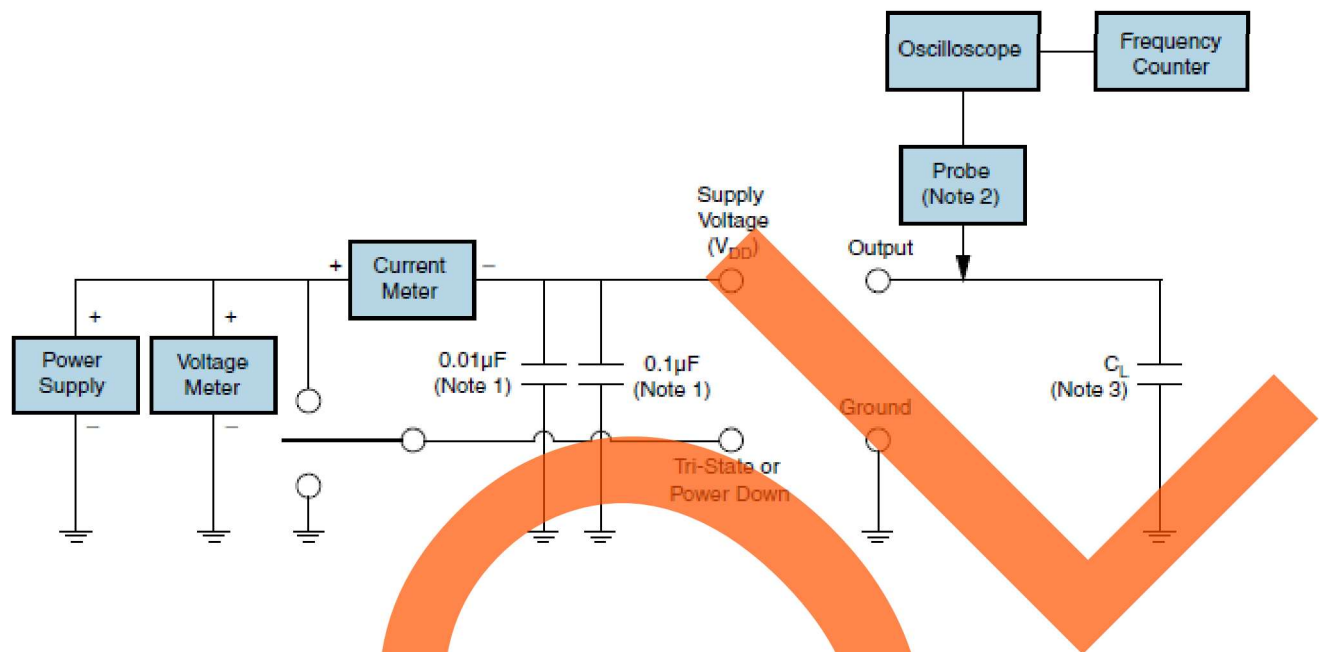 Oscilloscope
Frequency
Counter
Probe
(Note 2)
Supply
Voltage
(VDD)
Output
+
Current
Meter
–
+
Power
Supply
–
+
Voltage
Meter
–
0.01µF
(Note 1)
0.1µF
(Note 1)
CL
(Note 3)
Ground
Tri-State or
Power Down